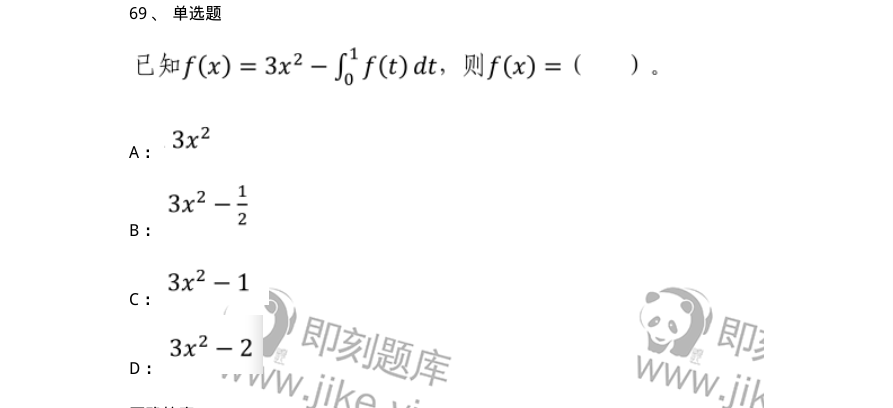 69、 单选题
已知f(x) = 3x² − ∫₀¹ f(t) dt，则f(x) = (    )。
A： 3x²
B： 3x² − 1/2
C： 3x² − 1
D： 3x² − 2
即刻题库
www.jike.
即
www.jik